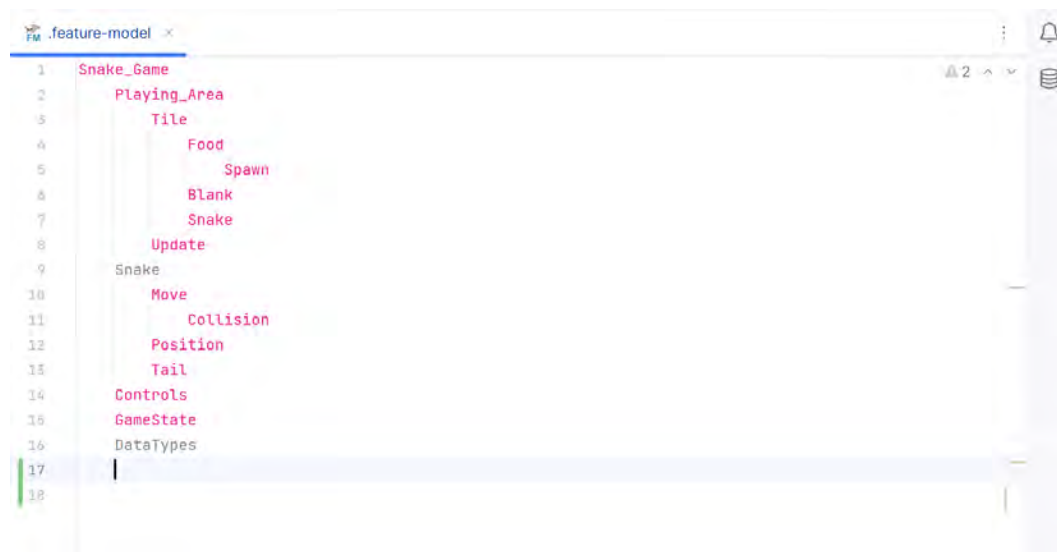 FM .feature-model ×
1 Snake_Game 2
2 Playing_Area
3 Tile
4 Food
5 Spawn
6 Blank
7 Snake
8 Update
9 Snake
10 Move
11 Collision
12 Position
13 Tail
14 Controls
15 GameState
16 DataTypes
17
18